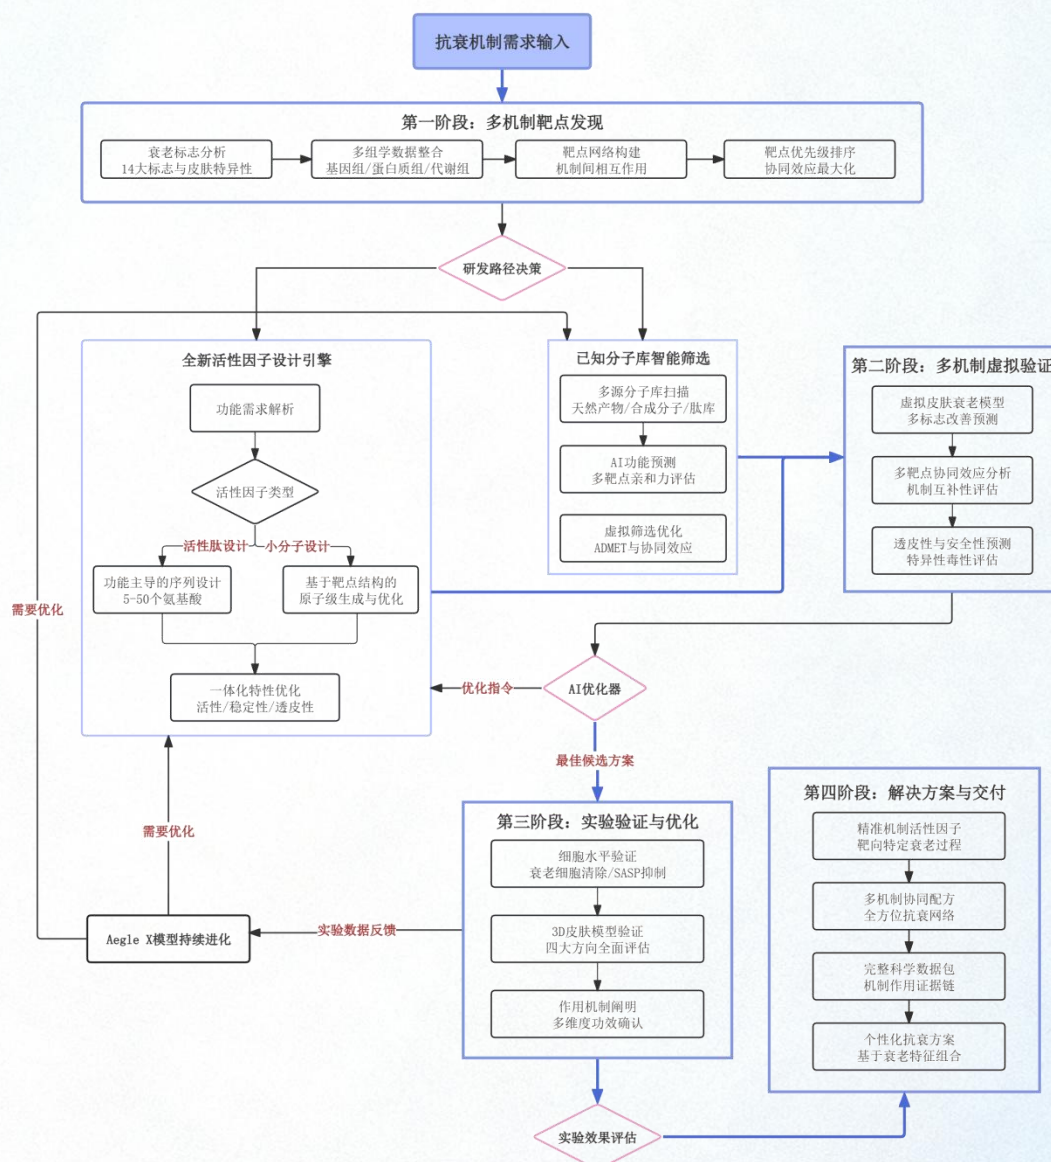 抗衰机制需求输入
第一阶段：多机制靶点发现
衰老标志分析
14大标志与皮肤特异性
多组学数据整合
基因组/蛋白质组/代谢组
靶点网络构建
机制间相互作用
靶点优先级排序
协同效应最大化
研发路径决策
全新活性因子设计引擎
功能需求解析
活性因子类型
活性肽设计
小分子设计
功能主导的序列设计
5-50个氨基酸
基于靶点结构的
原子级生成与优化
一体化特性优化
活性/稳定性/透皮性
已知分子库智能筛选
多源分子库扫描
天然产物/合成分子/肽库
AI功能预测
多靶点亲和力评估
虚拟筛选优化
ADMET与协同效应
第二阶段：多机制虚拟验证
虚拟皮肤衰老模型
多标志改善预测
多靶点协同效应分析
机制互补性评估
透皮性与安全性预测
特异性毒性评估
需要优化
优化指令
AI优化器
最佳候选方案
第三阶段：实验验证与优化
细胞水平验证
衰老细胞清除/SASP抑制
3D皮肤模型验证
四大方向全面评估
作用机制阐明
多维度功效确认
需要优化
实验数据反馈
Aegle X模型持续进化
第四阶段：解决方案与交付
精准机制活性因子
靶向特定衰老过程
多机制协同配方
全方位抗衰网络
完整科学数据包
机制作用证据链
个性化抗衰方案
基于衰老特征组合
实验效果评估